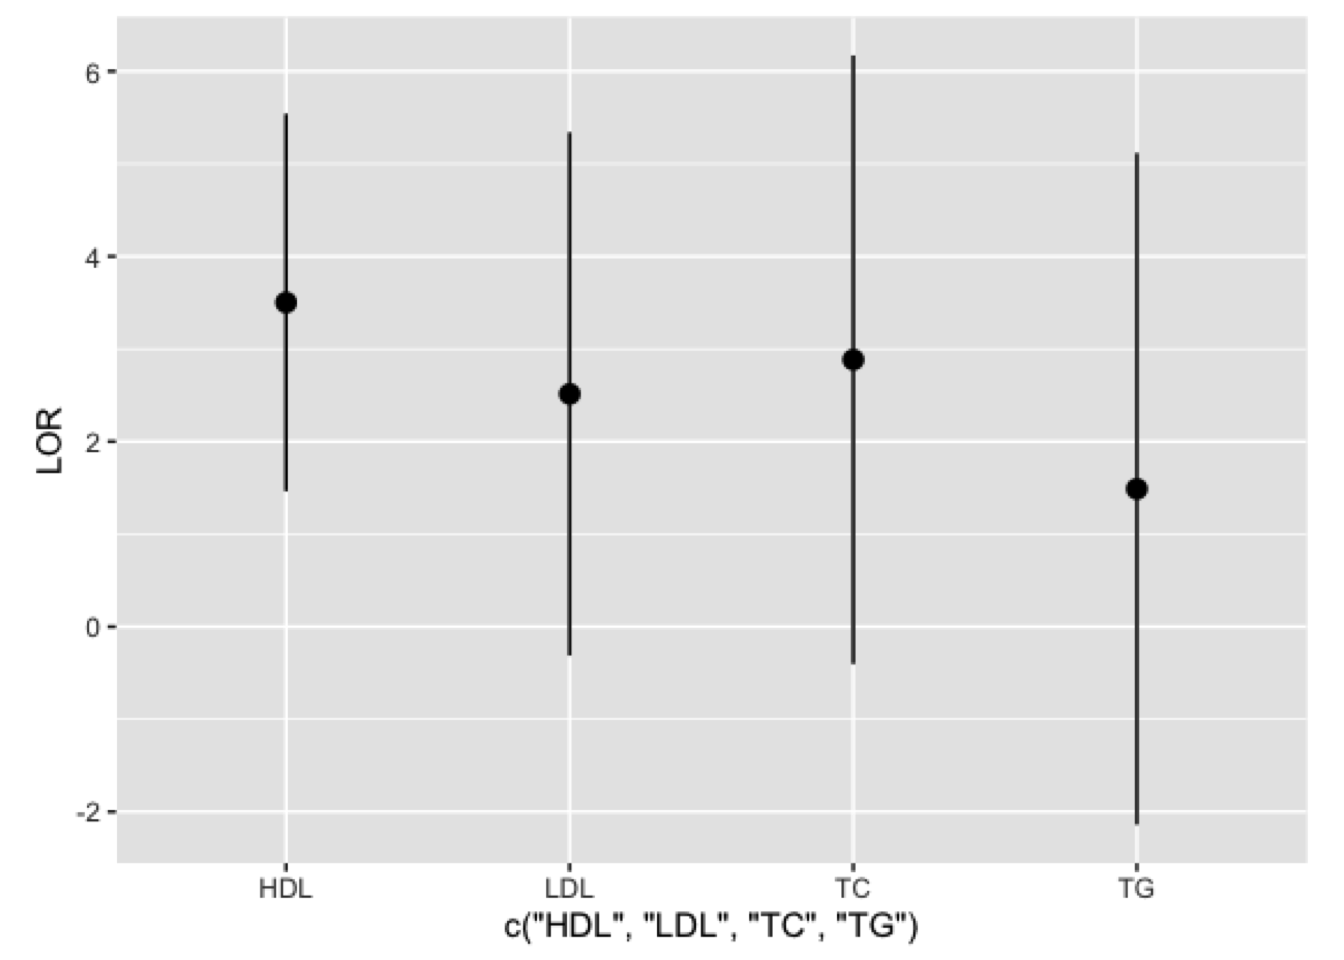 6
4
2
0
-2
LOR
HDL LDL TC TG
c("HDL", "LDL", "TC", "TG")